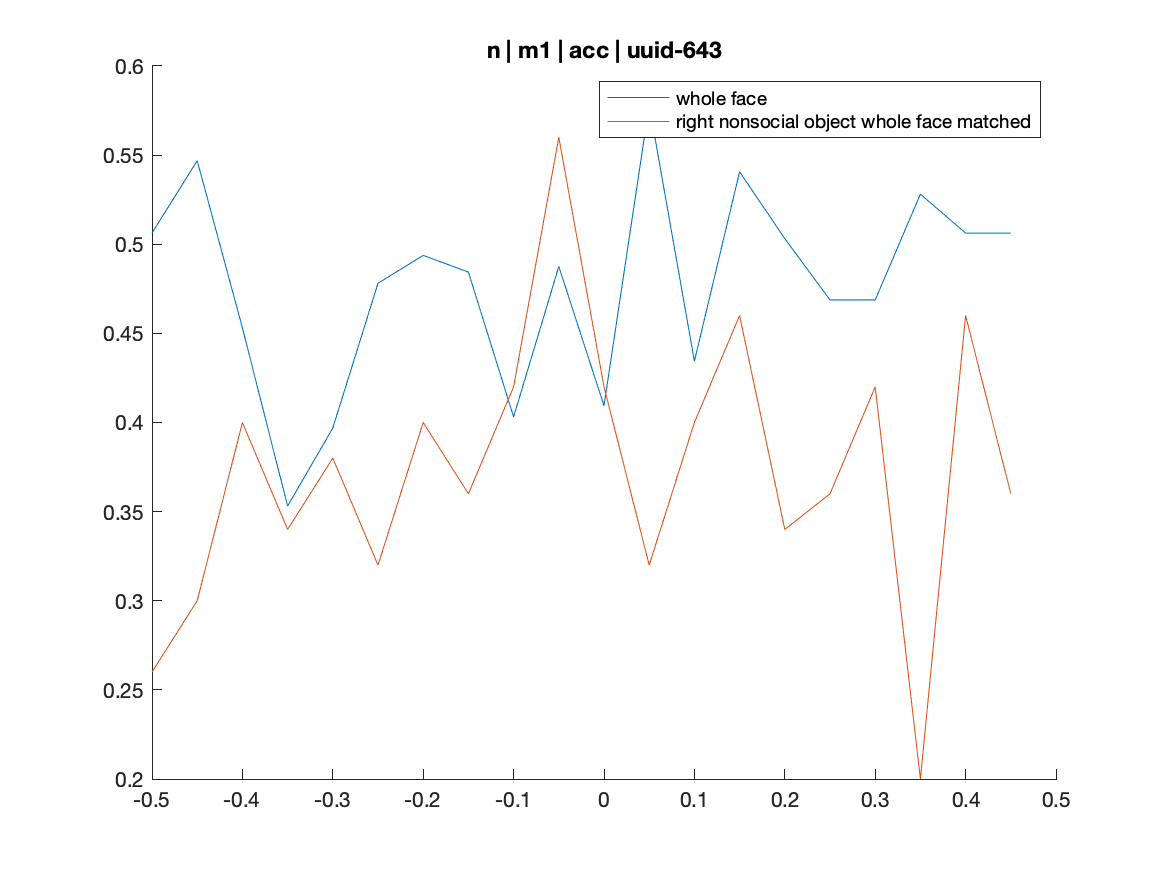 n | m1 | acc | uuid-643
whole face
right nonsocial object whole face matched
0.6
0.55
0.5
0.45
0.4
0.35
0.3
0.25
0.2
-0.5 -0.4 -0.3 -0.2 -0.1 0 0.1 0.2 0.3 0.4 0.5